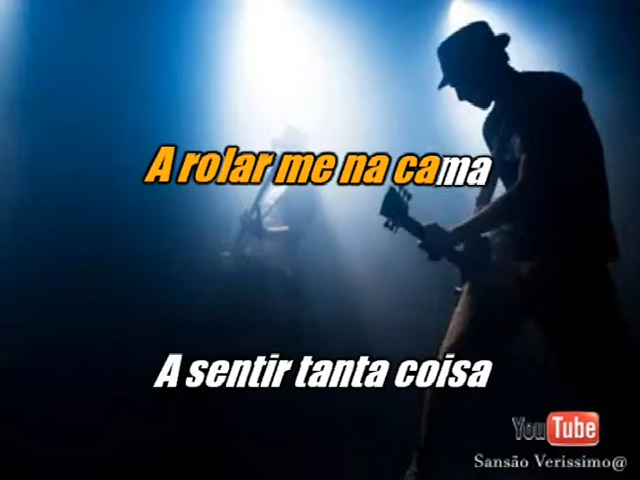 A rolar me na cama
A sentir tanta coisa
YouTube
Sansão Verissimo@